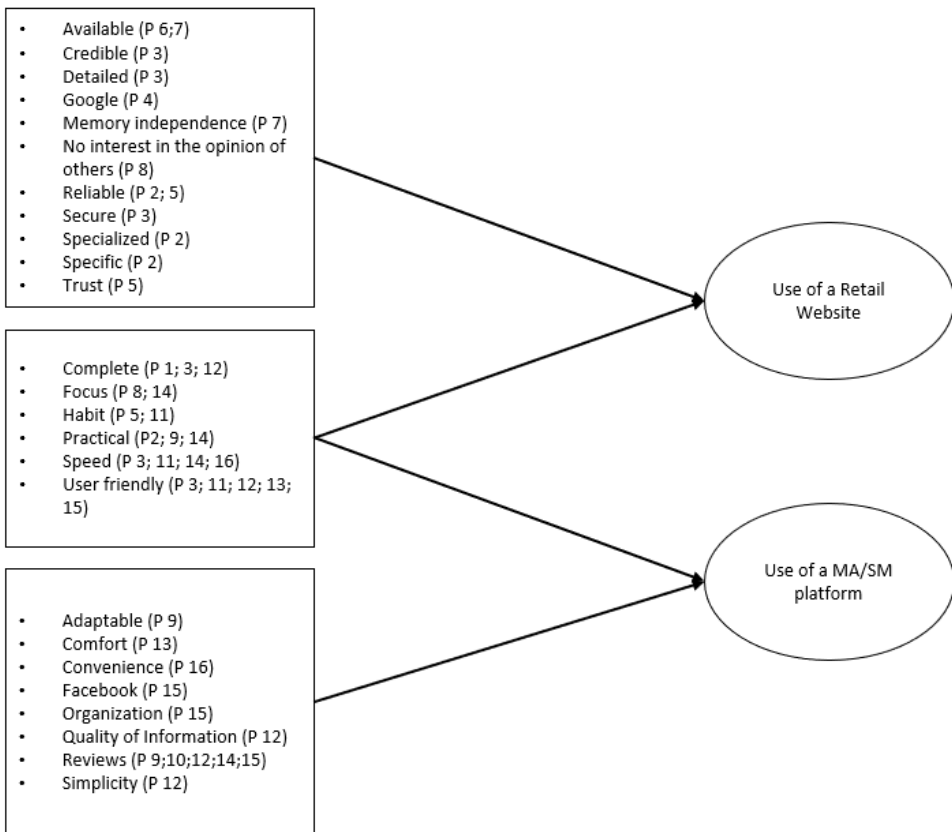 • Available (P 6;7)
• Credible (P 3)
• Detailed (P 3)
• Google (P 4)
• Memory independence (P 7)
• No interest in the opinion of
others (P 8)
• Reliable (P 2; 5)
• Secure (P 3)
• Specialized (P 2)
• Specific (P 2)
• Trust (P 5)
Use of a Retail
Website
• Complete (P 1; 3; 12)
• Focus (P 8; 14)
• Habit (P 5; 11)
• Practical (P2; 9; 14)
• Speed (P 3; 11; 14; 16)
• User friendly (P 3; 11; 12; 13;
15)
Use of a MA/SM
platform
• Adaptable (P 9)
• Comfort (P 13)
• Convenience (P 16)
• Facebook (P 15)
• Organization (P 15)
• Quality of Information (P 12)
• Reviews (P 9;10;12;14;15)
• Simplicity (P 12)